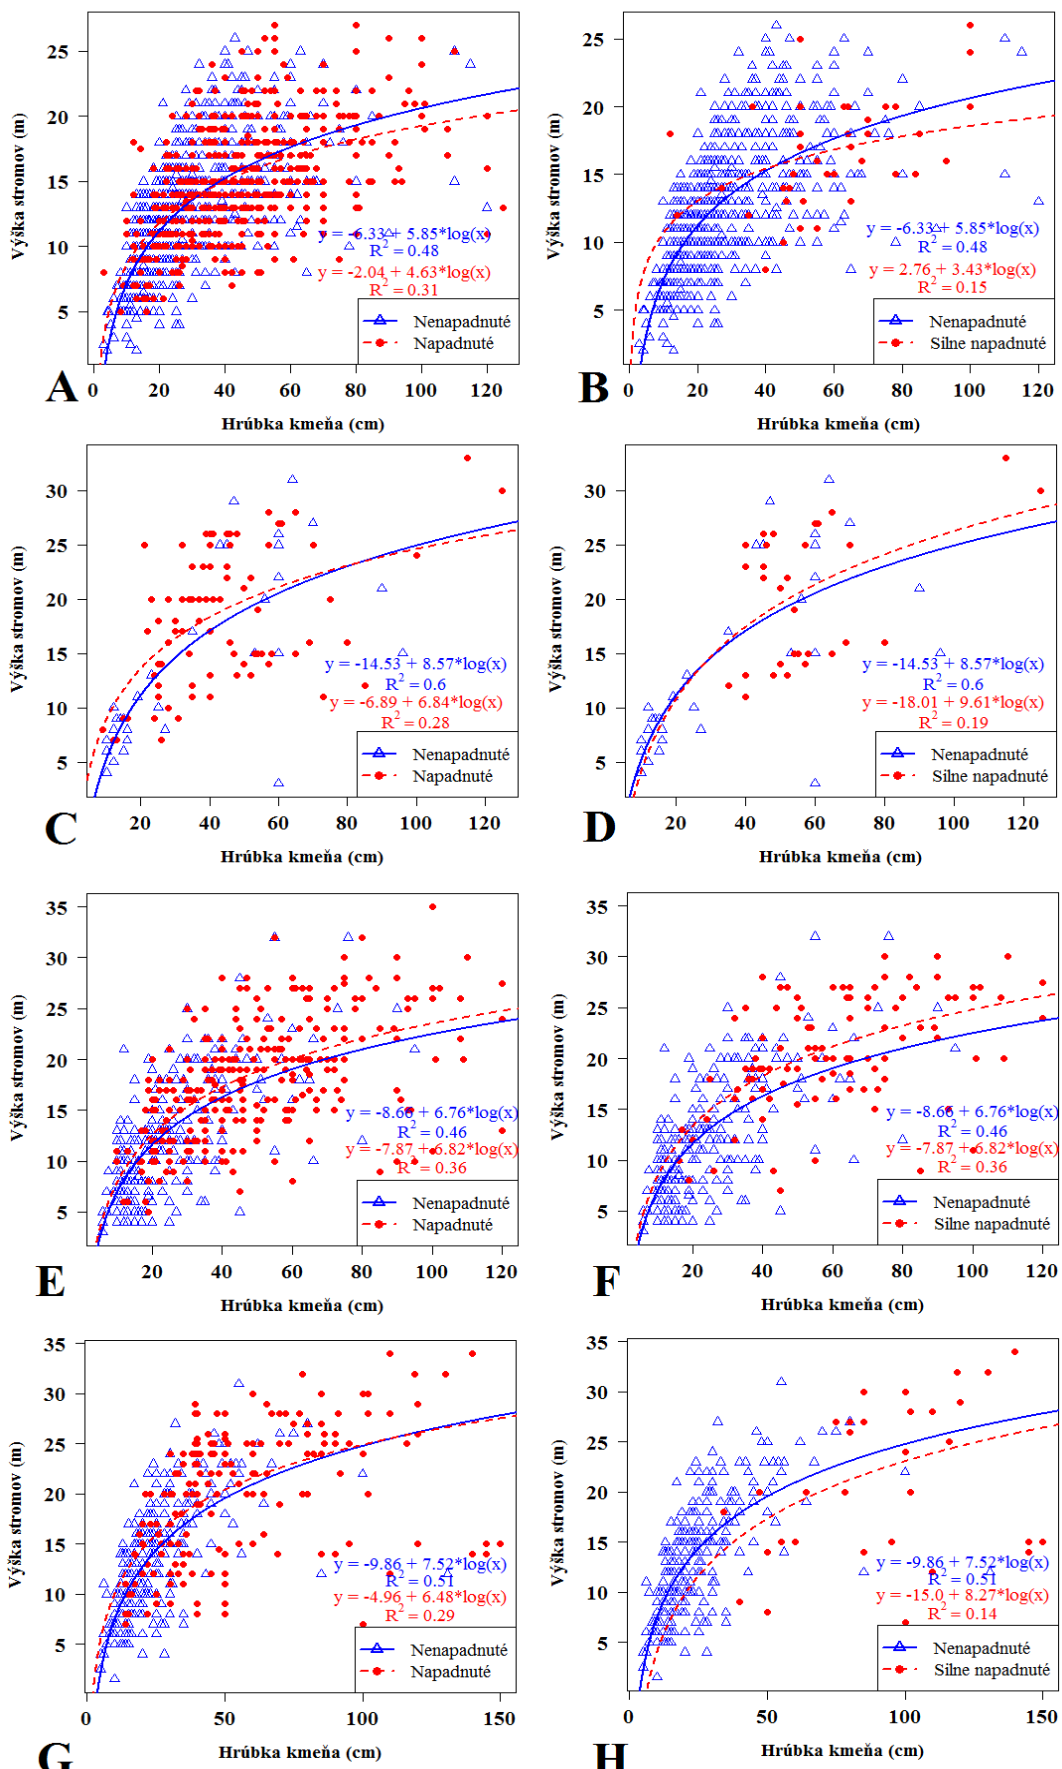 25
20
15
10
5
Výška stromov (m)
y = -6.33 + 5.85*log(x)
R² = 0.48
y = -2.04 + 4.63*log(x)
R² = 0.31
Nenapadnuté
Napadnuté
0 20 40 60 80 100 120
Hrúbka kmeňa (cm)
A
25
20
15
10
5
Výška stromov (m)
y = -6.33 + 5.85*log(x)
R² = 0.48
y = 2.76 + 3.43*log(x)
R² = 0.15
Nenapadnuté
Silne napadnuté
0 20 40 60 80 100 120
Hrúbka kmeňa (cm)
B
30
25
20
15
10
5
Výška stromov (m)
y = -14.53 + 8.57*log(x)
R² = 0.6
y = -6.89 + 6.84*log(x)
R² = 0.28
Nenapadnuté
Napadnuté
20 40 60 80 100 120
Hrúbka kmeňa (cm)
C
30
25
20
15
10
5
Výška stromov (m)
y = -14.53 + 8.57*log(x)
R² = 0.6
y = -18.01 + 9.61*log(x)
R² = 0.19
Nenapadnuté
Silne napadnuté
20 40 60 80 100 120
Hrúbka kmeňa (cm)
D
35
30
25
20
15
10
5
Výška stromov (m)
y = -8.66 + 6.76*log(x)
R² = 0.46
y = -7.87 + 6.82*log(x)
R² = 0.36
Nenapadnuté
Napadnuté
20 40 60 80 100 120
Hrúbka kmeňa (cm)
E
35
30
25
20
15
10
5
Výška stromov (m)
y = -8.66 + 6.76*log(x)
R² = 0.46
y = -7.87 + 6.82*log(x)
R² = 0.36
Nenapadnuté
Silne napadnuté
20 40 60 80 100 120
Hrúbka kmeňa (cm)
F
35
30
25
20
15
10
5
Výška stromov (m)
y = -9.86 + 7.52*log(x)
R² = 0.51
y = -4.96 + 6.48*log(x)
R² = 0.29
Nenapadnuté
Napadnuté
0 50 100 150
Hrúbka kmeňa (cm)
G
35
30
25
20
15
10
5
Výška stromov (m)
y = -9.86 + 7.52*log(x)
R² = 0.51
y = -15.0 + 8.27*log(x)
R² = 0.14
Nenapadnuté
Silne napadnuté
0 50 100 150
Hrúbka kmeňa (cm)
H